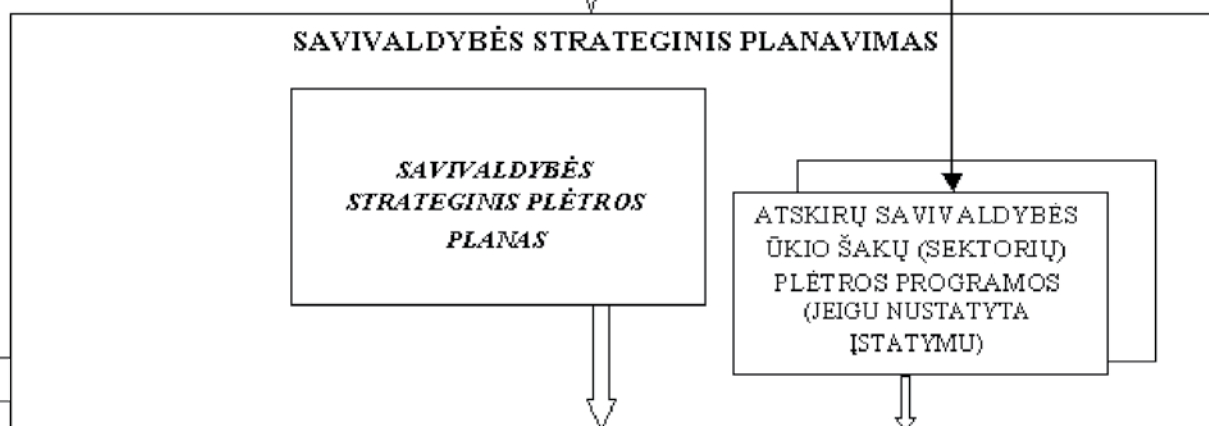 SAVIVALDYBĖS STRATEGINIS PLANAVIMAS
SAVIVALDYBĖS
STRATEGINIS PLĖTROS
PLANAS
ATSKIRŲ SAVIVALDYBĖS
ŪKIO ŠAKŲ (SEKTORIŲ)
PLĖTROS PROGRAMOS
(JEIGU NUSTATYTA
ĮSTATYMU)